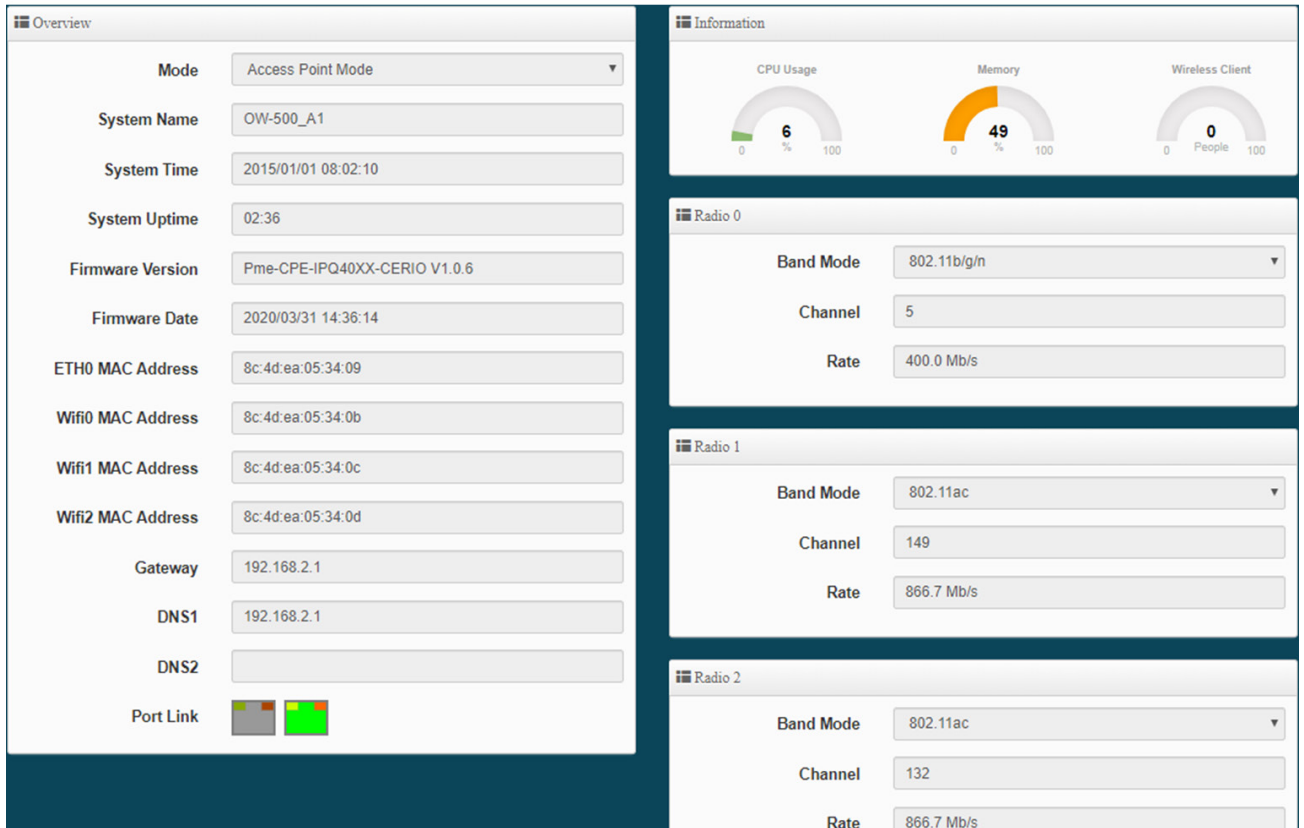 Overview
Mode Access Point Mode
System Name OW-500_A1
System Time 2015/01/01 08:02:10
System Uptime 02:36
Firmware Version Pme-CPE-IPQ40XX-CERIO V1.0.6
Firmware Date 2020/03/31 14:36:14
ETH0 MAC Address 8c:4d:ea:05:34:09
Wifi0 MAC Address 8c:4d:ea:05:34:0b
Wifi1 MAC Address 8c:4d:ea:05:34:0c
Wifi2 MAC Address 8c:4d:ea:05:34:0d
Gateway 192.168.2.1
DNS1 192.168.2.1
DNS2
Port Link
Information
CPU Usage Memory Wireless Client
6 49 0
0 % 100 0 % 100 0 People 100
Radio 0
Band Mode 802.11b/g/n
Channel 5
Rate 400.0 Mb/s
Radio 1
Band Mode 802.11ac
Channel 149
Rate 866.7 Mb/s
Radio 2
Band Mode 802.11ac
Channel 132
Rate 866.7 Mb/s